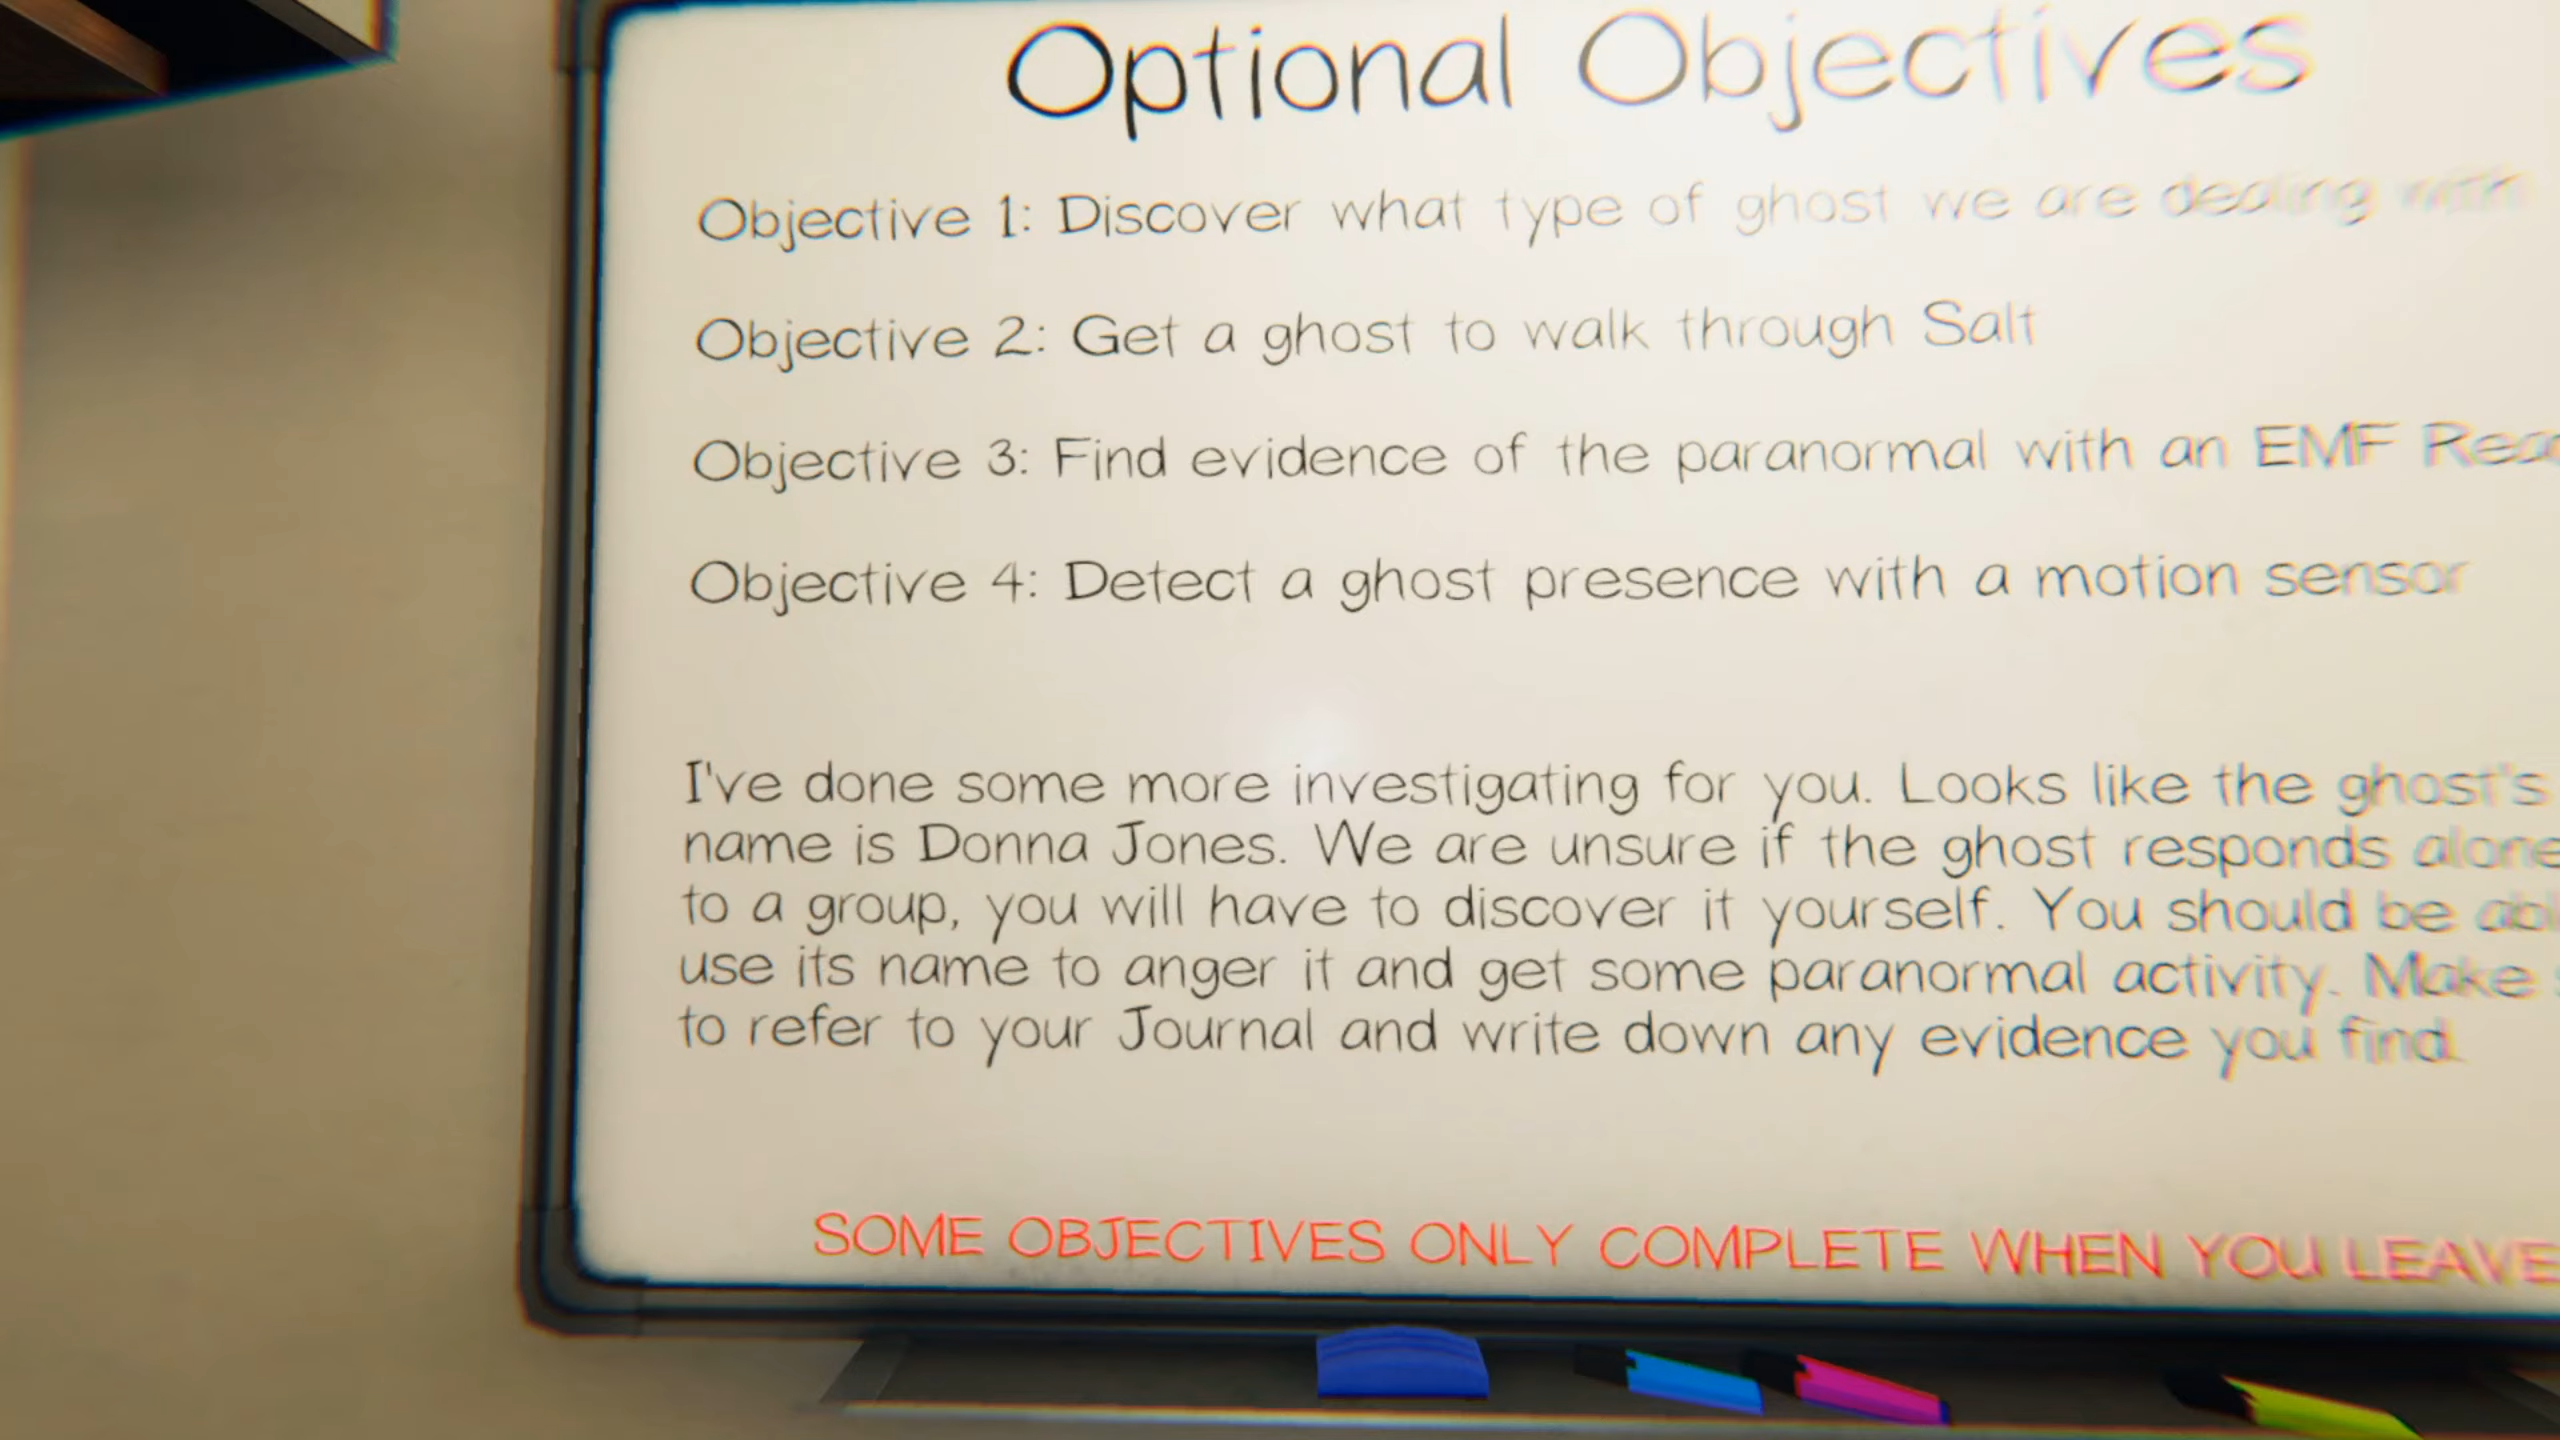 Optional Objectives
Objective 1: Discover what type of ghost we are dealing with
Objective 2: Get a ghost to walk through Salt
Objective 3: Find evidence of the paranormal with an EMF
Objective 4: Detect a ghost presence with a motion sensor
I've done some more investigating for you. Looks like the ghost's
name is Donna Jones. We are unsure if the ghost responds alone
to a group, you will have to discover it yourself. You should be
use its name to anger it and get some paranormal activity. Make
to refer to your Journal and write down any evidence you find.
SOME OBJECTIVES ONLY COMPLETE WHEN YOU LEAVE